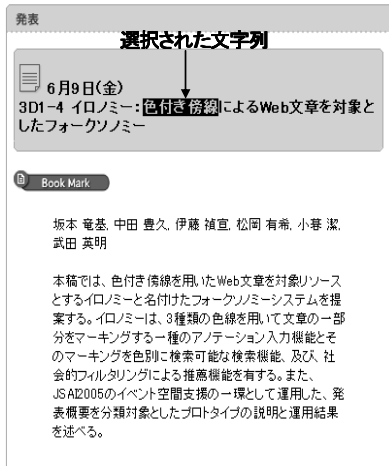 発表
選択された文字列
6月9日(金)
3D1-4 イロノミー:色付き傍線によるWeb文章を対象と
したフォークソノミー
Book Mark
坂本 竜基, 中田 豊久, 伊藤 禎宣, 松岡 有希, 小暮 潔,
武田 英明
本稿では、色付き傍線を用いたWeb文章を対象リソース
とするイロノミーと名付けたフォークソノミーシステムを提
案する。イロノミーは、3種類の色線を用いて文章の一部
分をマーキングする一種のアノテーション入力機能とそ
のマーキングを色別に検索可能な検索機能、及び、社
会的フィルタリングによる推薦機能を有する。また、
JSAI2005のイベント空間支援の一環として運用した、発
表概要を分類対象としたプロトタイプの説明と運用結果
を述べる。